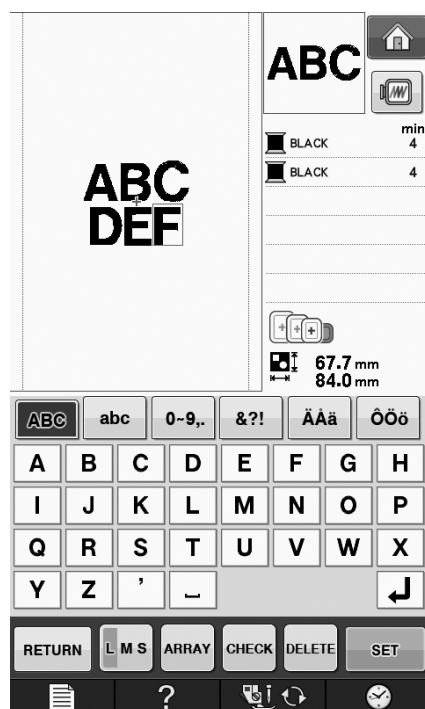 ABC
min
BLACK 4
BLACK 4
ABC
DEF
67.7 mm
84.0 mm
ABC abc 0~9,. &?! ÄÅä ÔÖö
A B C D E F G H
I J K L M N O P
Q R S T U V W X
Y Z ’ ⎵ ↵
RETURN L M S ARRAY CHECK DELETE SET
?